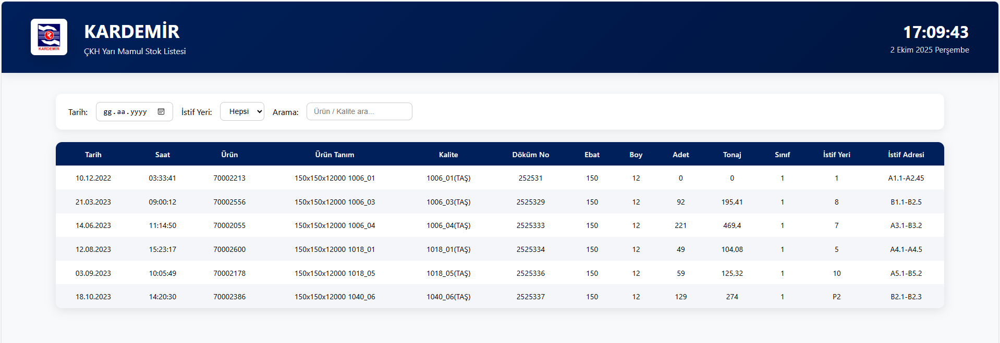 KARDEMİR
KARDEMİR
ÇKH Yarı Mamul Stok Listesi
17:09:43
2 Ekim 2025 Perşembe
Tarih: gg.aa.yyyy İstif Yeri: Hepsi Arama: Ürün / Kalite ara...
Tarih Saat Ürün Ürün Tanım Kalite Döküm No Ebat Boy Adet Tonaj Sınıf İstif Yeri İstif Adresi
10.12.2022 03:33:41 70002213 150x150x12000 1006_01 1006_01(TAŞ) 252531 150 12 0 0 1 1 A1.1-A2.45
21.03.2023 09:00:12 70002556 150x150x12000 1006_03 1006_03(TAŞ) 2525329 150 12 92 195,41 1 8 B1.1-B2.5
14.06.2023 11:14:50 70002055 150x150x12000 1006_04 1006_04(TAŞ) 2525333 150 12 221 469,4 1 7 A3.1-B3.2
12.08.2023 15:23:17 70002600 150x150x12000 1018_01 1018_01(TAŞ) 2525334 150 12 49 104,08 1 5 A4.1-A4.5
03.09.2023 10:05:49 70002178 150x150x12000 1018_05 1018_05(TAŞ) 2525336 150 12 59 125,32 1 10 A5.1-B5.2
18.10.2023 14:20:30 70002386 150x150x12000 1040_06 1040_06(TAŞ) 2525337 150 12 129 274 1 P2 B2.1-B2.3